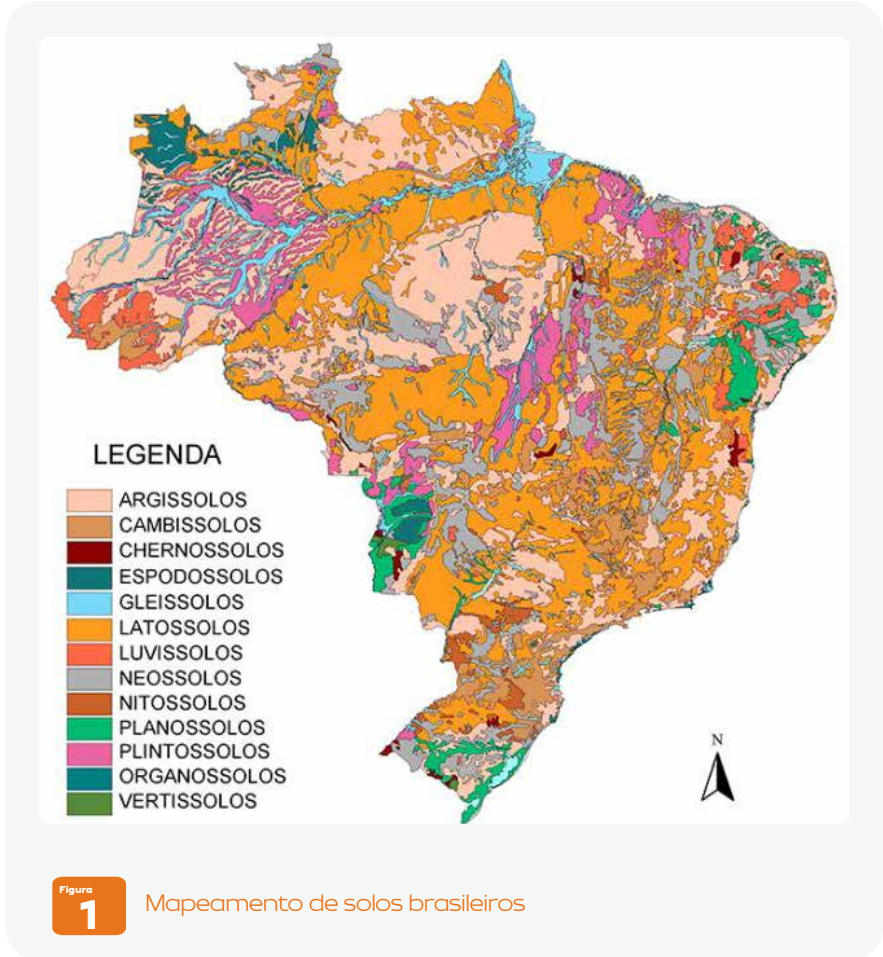 LEGENDA
ARGISSOLOS
CAMBISSOLOS
CHERNOSSOLOS
ESPODOSSOLOS
GLEISSOLOS
LATOSSOLOS
LUVISSOLOS
NEOSSOLOS
NITOSSOLOS
PLANOSSOLOS
PLINTOSSOLOS
ORGANOSSOLOS
VERTISSOLOS
N
Figura
1
Mapeamento de solos brasileiros